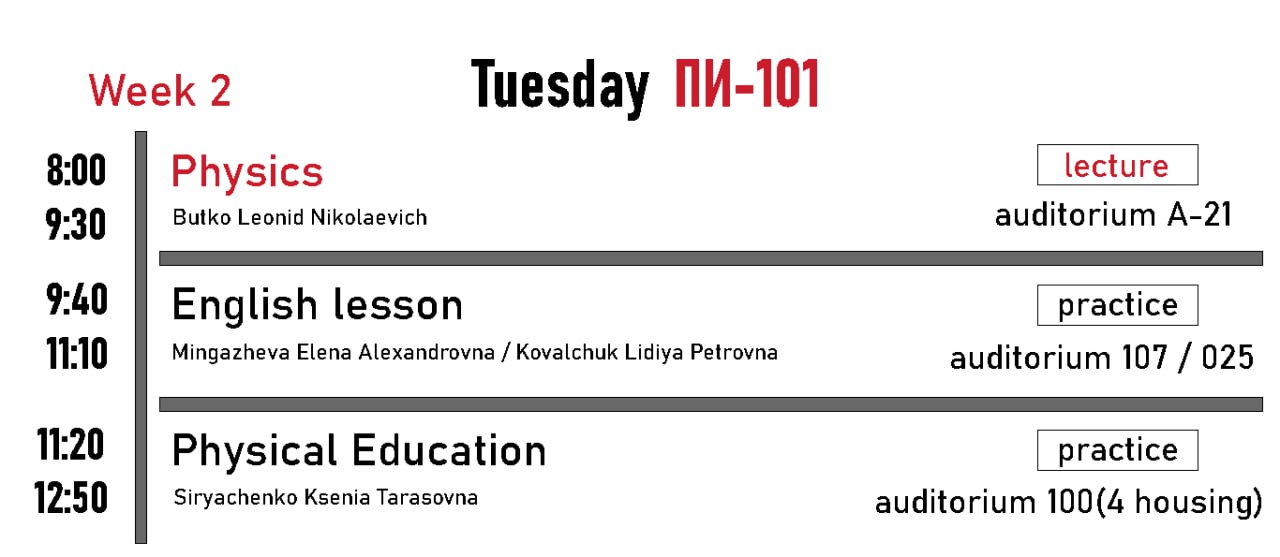 Week 2
Tuesday ПИ-101
8:00
9:30
Physics
Butko Leonid Nikolaevich
lecture
auditorium A-21
9:40
11:10
English lesson
Mingazheva Elena Alexandrovna / Kovalchuk Lidiya Petrovna
practice
auditorium 107 / 025
11:20
12:50
Physical Education
Siryachenko Ksenia Tarasovna
practice
auditorium 100(4 housing)